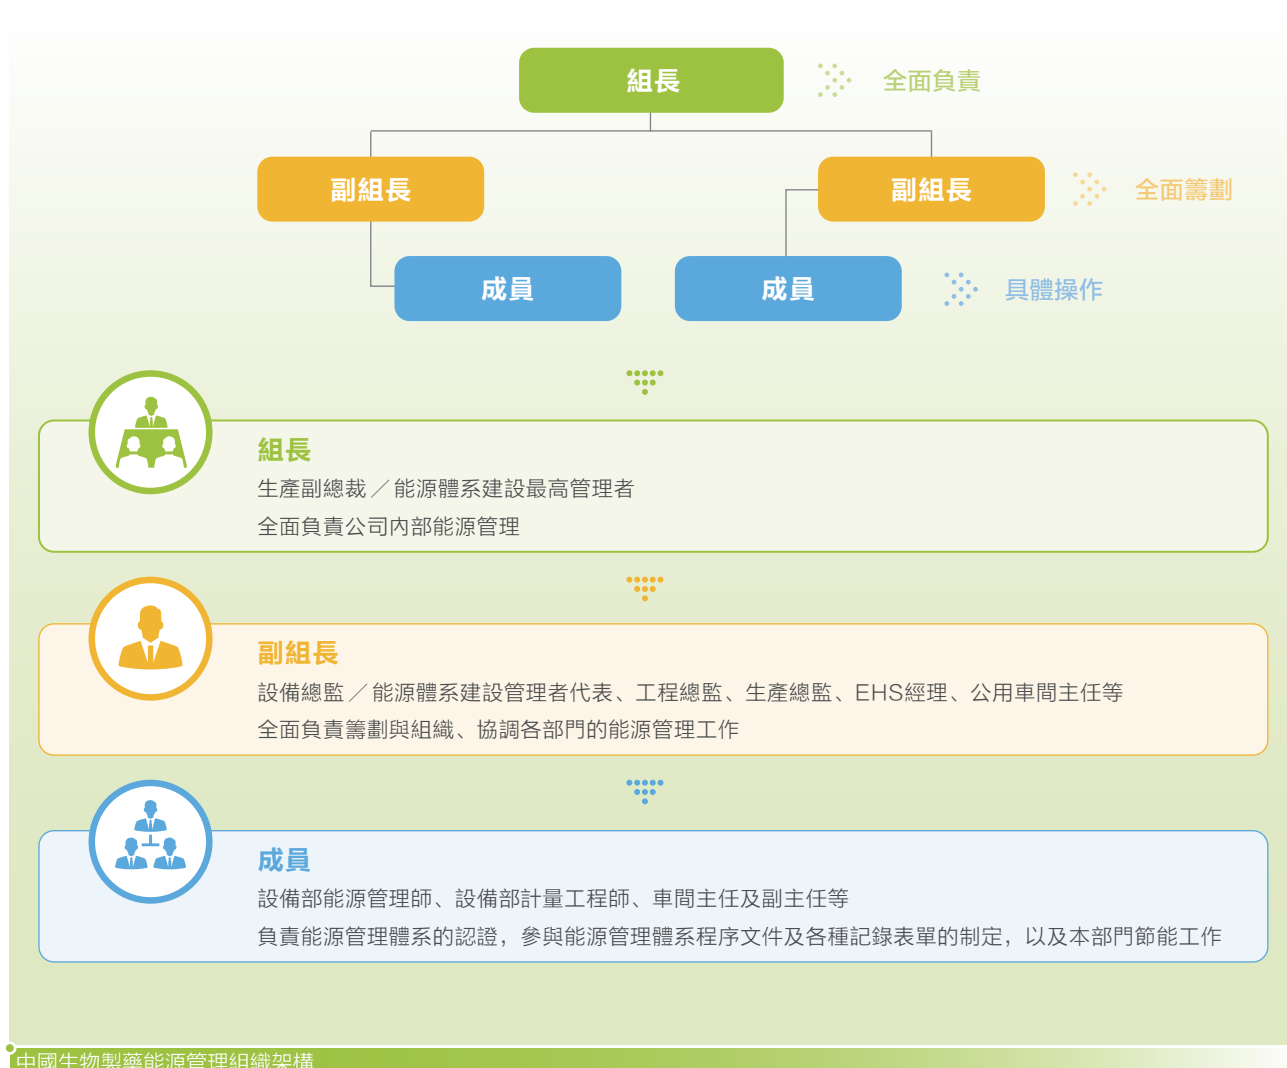 組長
全面負責
副組長
副組長
全面籌劃
成員
成員
具體操作
組長
生產副總裁／能源體系建設最高管理者
全面負責公司內部能源管理
副組長
設備總監／能源體系建設管理者代表、工程總監、生產總監、EHS經理、公用車間主任等
全面負責籌劃與組織、協調各部門的能源管理工作
成員
設備部能源管理師、設備部計量工程師、車間主任及副主任等
負責能源管理體系的認證，參與能源管理體系程序文件及各種記錄表單的制定，以及本部門節能工作
中國生物製藥能源管理組織架構